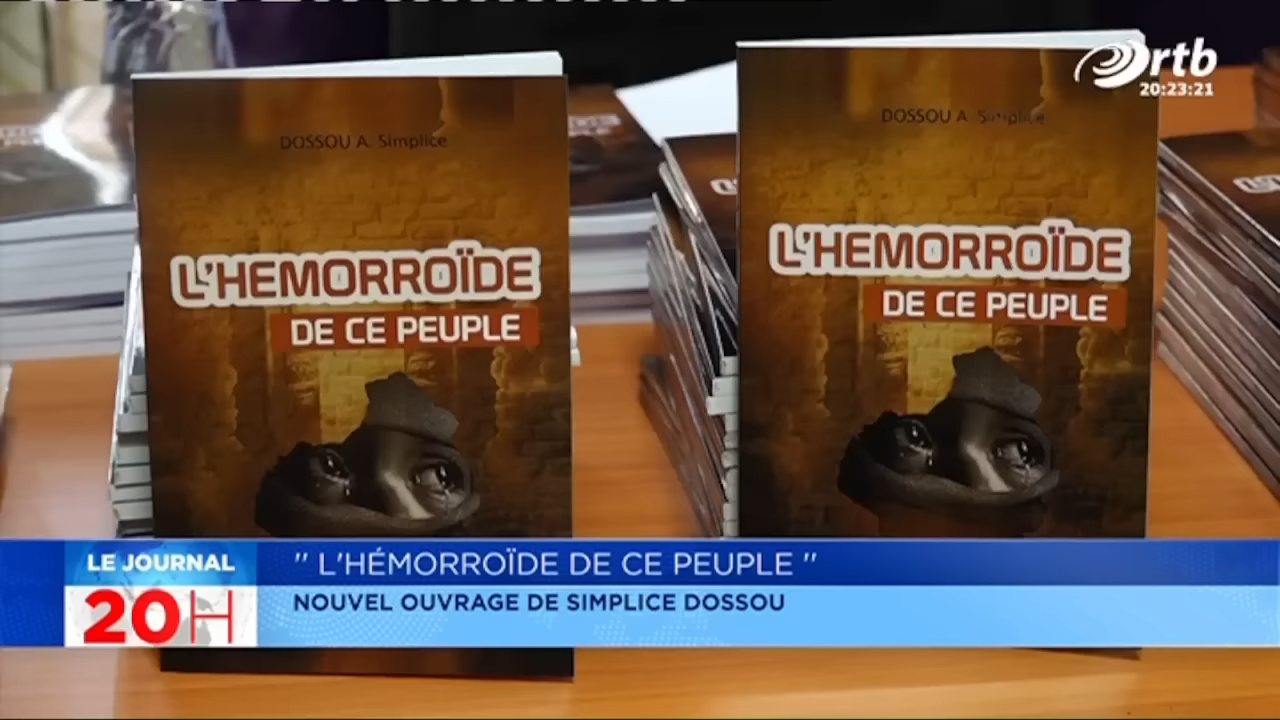 rtb
20:23:21
DOSSOU A. Simplice
L'HEMORROÏDE
DE CE PEUPLE
DOSSOU A. Simplice
L'HEMORROÏDE
DE CE PEUPLE
LE JOURNAL
20H
" L'HÉMORROÏDE DE CE PEUPLE "
NOUVEL OUVRAGE DE SIMPLICE DOSSOU